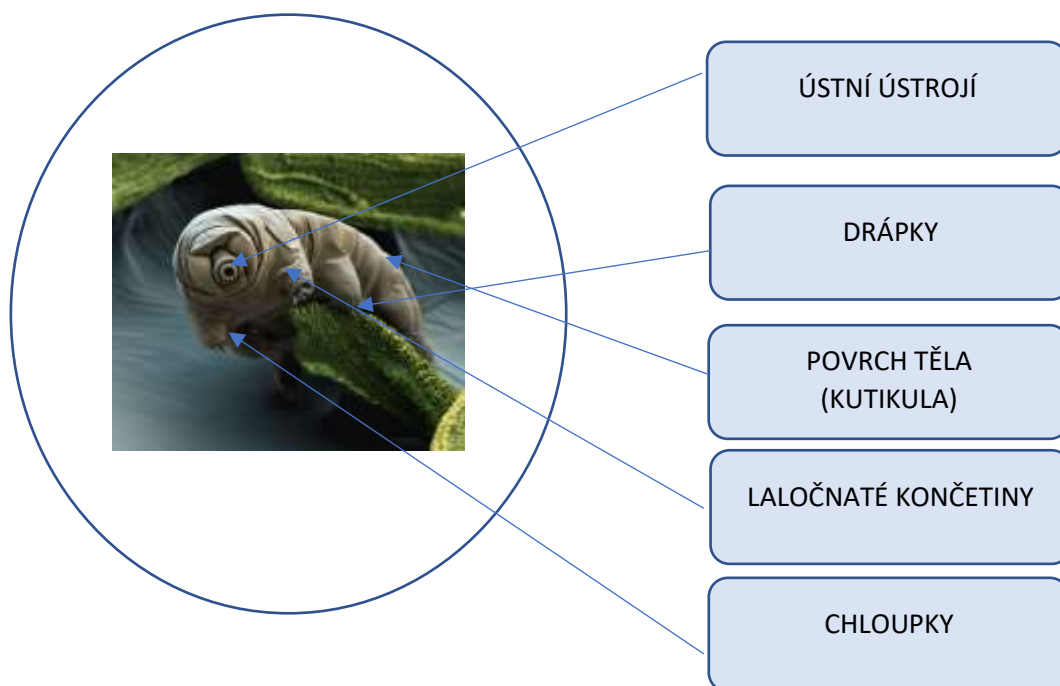 ÚSTNÍ ÚSTROJÍ
DRÁPKY
POVRCH TĚLA
(KUTIKULA)
LALOČNATÉ KONČETINY
CHLOUPKY